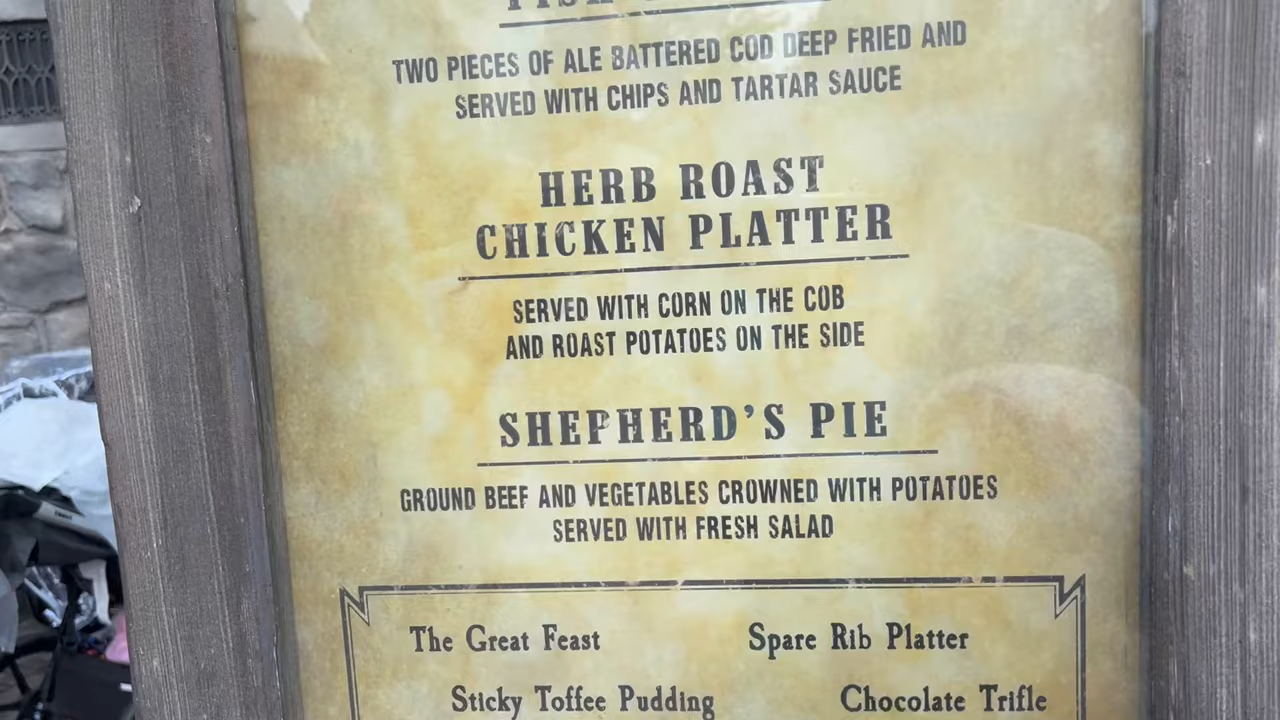 TWO PIECES OF ALE BATTERED COD DEEP FRIED AND
SERVED WITH CHIPS AND TARTAR SAUCE
HERB ROAST
CHICKEN PLATTER
SERVED WITH CORN ON THE COB
AND ROAST POTATOES ON THE SIDE
SHEPHERD'S PIE
GROUND BEEF AND VEGETABLES CROWNED WITH POTATOES
SERVED WITH FRESH SALAD
The Great Feast
Spare Rib Platter
Sticky Toffee Pudding
Chocolate Trifle